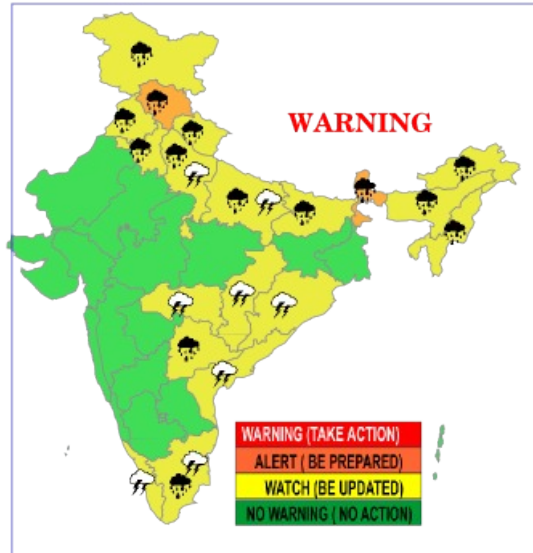 WARNING
WARNING (TAKE ACTION)
ALERT ( BE PREPARED)
WATCH (BE UPDATED)
NO WARNING ( NO ACTION)